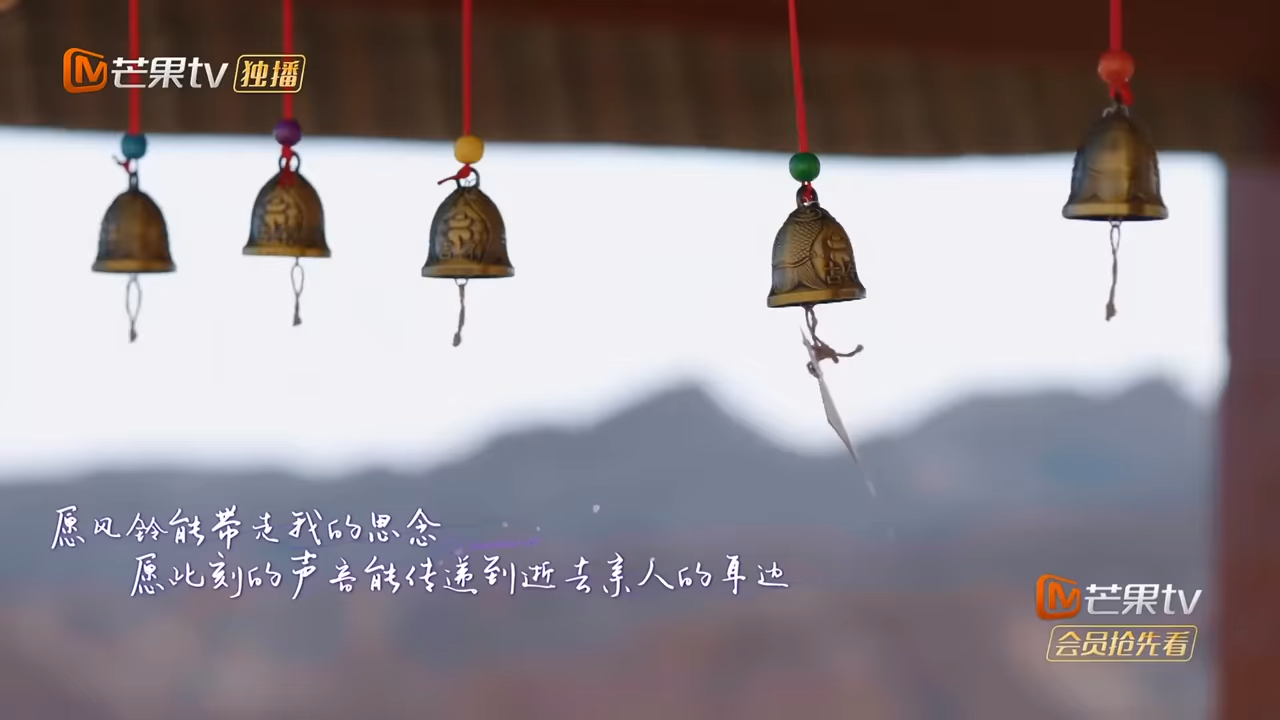 芒果tv 独播
愿风铃能带走我的思念
愿此刻的声音能传递到逝去亲人的耳边
芒果tv
会员抢先看